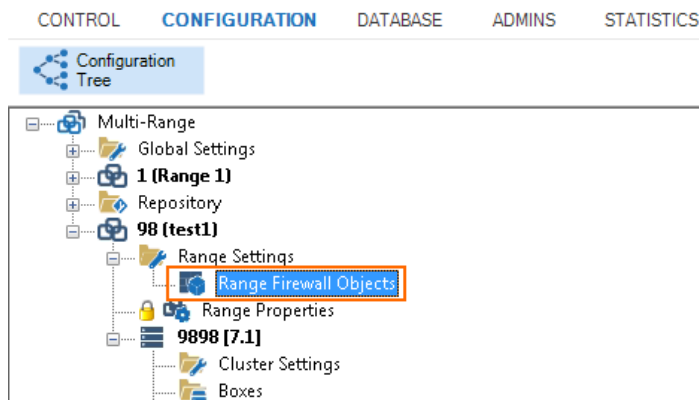 CONTROL CONFIGURATION DATABASE ADMINS STATISTICS
Configuration
Tree
Multi-Range
Global Settings
1 (Range 1)
Repository
98 (test1)
Range Settings
Range Firewall Objects
Range Properties
9898 [7.1]
Cluster Settings
Boxes